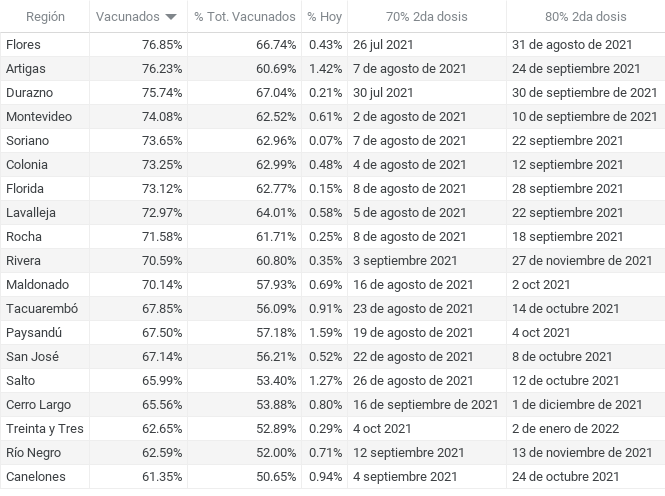 Región Vacunados % Tot. Vacunados % Hoy 70% 2da dosis 80% 2da dosis
Flores 76.85% 66.74% 0.43% 26 jul 2021 31 de agosto de 2021
Artigas 76.23% 60.69% 1.42% 7 de agosto de 2021 24 de septiembre de 2021
Durazno 75.74% 67.04% 0.21% 30 jul 2021 30 de septiembre de 2021
Montevideo 74.08% 62.52% 0.61% 2 de agosto de 2021 10 de septiembre de 2021
Soriano 73.65% 62.96% 0.07% 7 de agosto de 2021 22 septiembre 2021
Colonia 73.25% 62.99% 0.48% 4 de agosto de 2021 12 septiembre 2021
Florida 73.12% 62.77% 0.15% 8 de agosto de 2021 28 septiembre 2021
Lavalleja 72.97% 64.01% 0.58% 5 de agosto de 2021 22 septiembre 2021
Rocha 71.58% 61.71% 0.25% 8 de agosto de 2021 18 septiembre 2021
Rivera 70.59% 60.80% 0.35% 3 septiembre 2021 27 de noviembre de 2021
Maldonado 70.14% 57.93% 0.69% 16 de agosto de 2021 2 oct 2021
Tacuarembó 67.85% 56.09% 0.91% 23 de agosto de 2021 14 de octubre 2021
Paysandú 67.50% 57.18% 1.59% 19 de agosto de 2021 4 oct 2021
San José 67.14% 56.21% 0.52% 22 de agosto de 2021 8 de octubre 2021
Salto 65.99% 53.40% 1.27% 26 de agosto de 2021 12 de octubre 2021
Cerro Largo 65.56% 53.88% 0.80% 16 de septiembre de 2021 1 de diciembre de 2021
Treinta y Tres 62.65% 52.89% 0.29% 4 oct 2021 2 de enero de 2022
Río Negro 62.59% 52.00% 0.71% 12 septiembre 2021 13 de noviembre de 2021
Canelones 61.35% 50.65% 0.94% 4 septiembre 2021 24 de octubre 2021